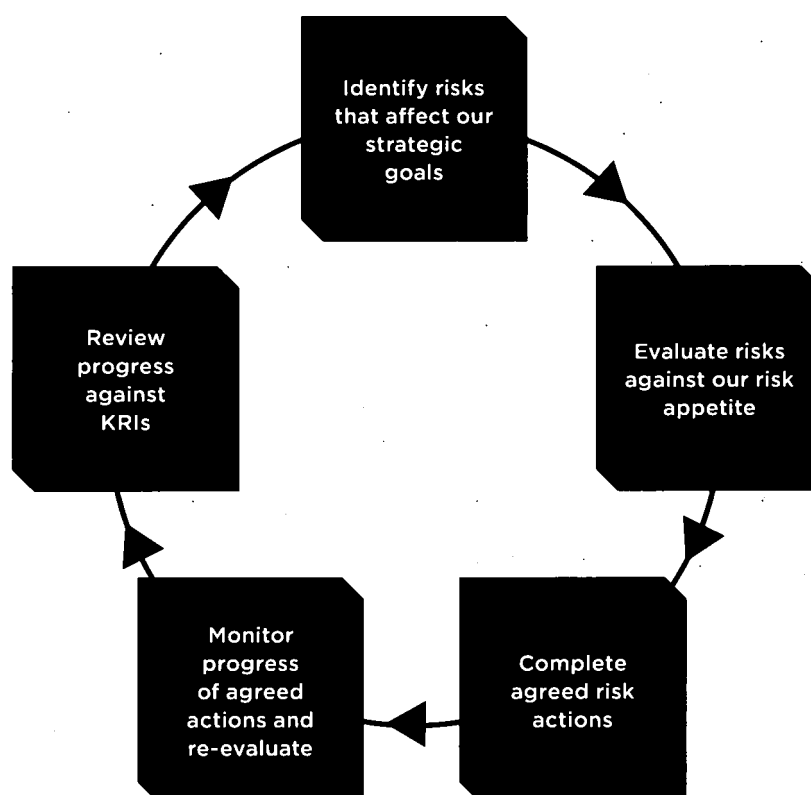 Identify risks
that affect our
strategic
goals
Evaluate risks
against our risk
appetite
Complete
agreed risk
actions
Monitor
progress
of agreed
actions and
re-evaluate
Review
progress
against
KRIs